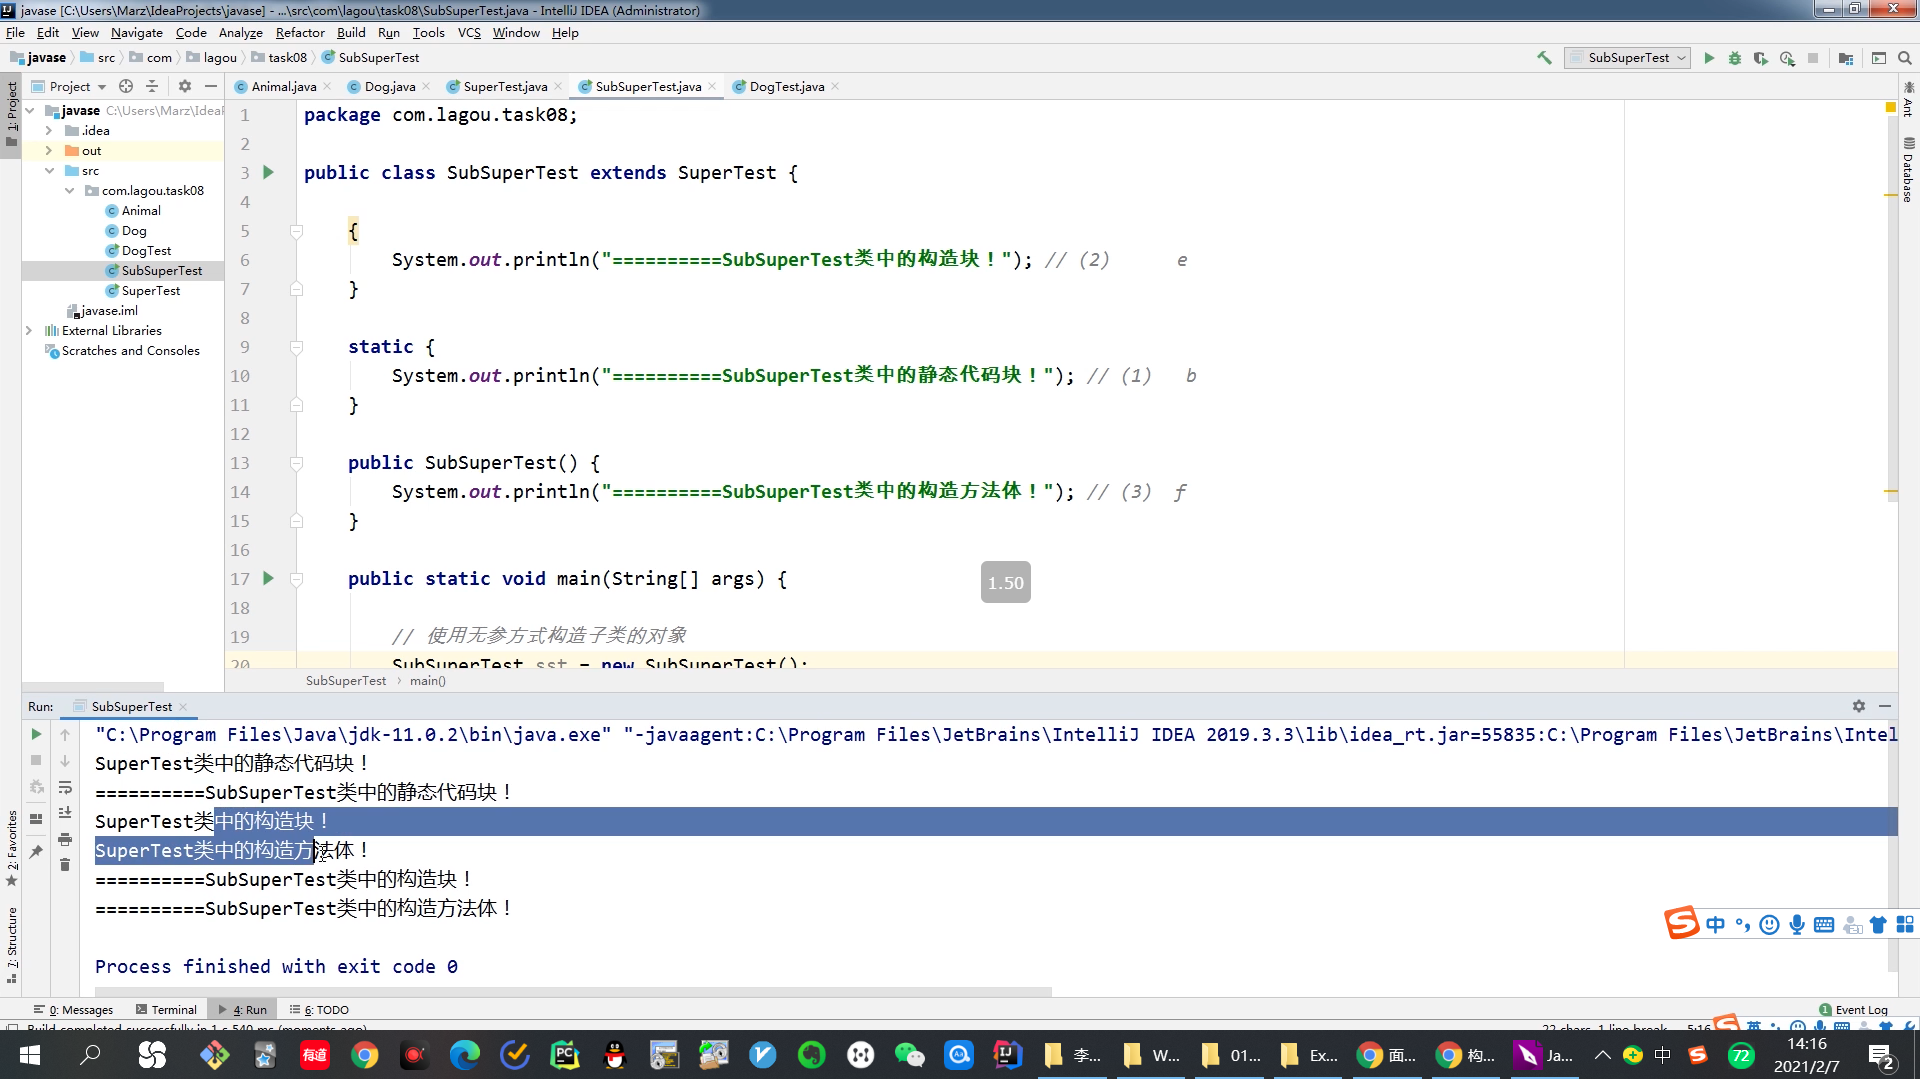 javase [C:\Users\Marz\IdeaProjects\javase] - ...\src\com\lagou\task08\SubSuperTest.java - IntelliJ IDEA (Administrator)
File Edit View Navigate Code Analyze Refactor Build Run Tools VCS Window Help
javase src com lagou task08 SubSuperTest
SubSuperTest
Project
Animal.java Dog.java SuperTest.java SubSuperTest.java DogTest.java
1: Project
javase C:\Users\Marz\Idea
.idea
out
src
com.lagou.task08
Animal
Dog
DogTest
SubSuperTest
SuperTest
javase.iml
External Libraries
Scratches and Consoles
Ant
Database
1 package com.lagou.task08;
2
3 public class SubSuperTest extends SuperTest {
4
5 {
6 System.out.println("==========SubSuperTest类中的构造块！"); // (2) e
7 }
8
9 static {
10 System.out.println("==========SubSuperTest类中的静态代码块！"); // (1) b
11 }
12
13 public SubSuperTest() {
14 System.out.println("==========SubSuperTest类中的构造方法体！"); // (3) f
15 }
16
17 public static void main(String[] args) {
18
19 // 使用无参方式构造子类的对象
20 SubSuperTest sst = new SubSuperTest();
1.50
SubSuperTest main()
Run: SubSuperTest
"C:\Program Files\Java\jdk-11.0.2\bin\java.exe" "-javaagent:C:\Program Files\JetBrains\IntelliJ IDEA 2019.3.3\lib\idea_rt.jar=55835:C:\Program Files\JetBrains\Intel
SuperTest类中的静态代码块！
==========SubSuperTest类中的静态代码块！
SuperTest类中的构造块！
SuperTest类中的构造方法体！
==========SubSuperTest类中的构造块！
==========SubSuperTest类中的构造方法体！
Process finished with exit code 0
2: Favorites
7: Structure
中
0: Messages Terminal 4: Run 6: TODO
1 Event Log
Build completed successfully in 1 s 540 ms (moments ago)
22 chars, 1 line break 5:16
英
有道
李... W... 01... Ex... 面... 构... Ja...
中
72
14:16
2021/2/7
2